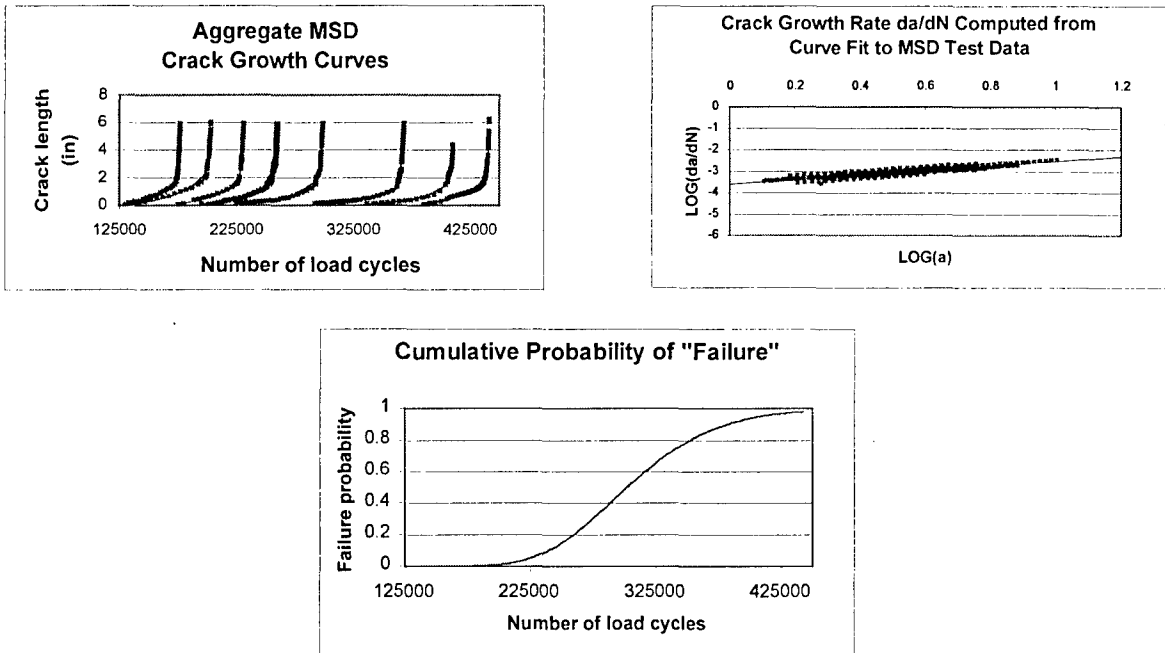 Aggregate MSD
Crack Growth Curves
Crack length
(in)
8
6
4
2
0
125000 225000 325000 425000
Number of load cycles
Crack Growth Rate da/dN Computed from
Curve Fit to MSD Test Data
0 0.2 0.4 0.6 0.8 1 1.2
LOG(da/dN)
0
-1
-2
-3
-4
-5
-6
LOG(a)
Cumulative Probability of "Failure"
Failure probability
1
0.8
0.6
0.4
0.2
0
125000 225000 325000 425000
Number of load cycles